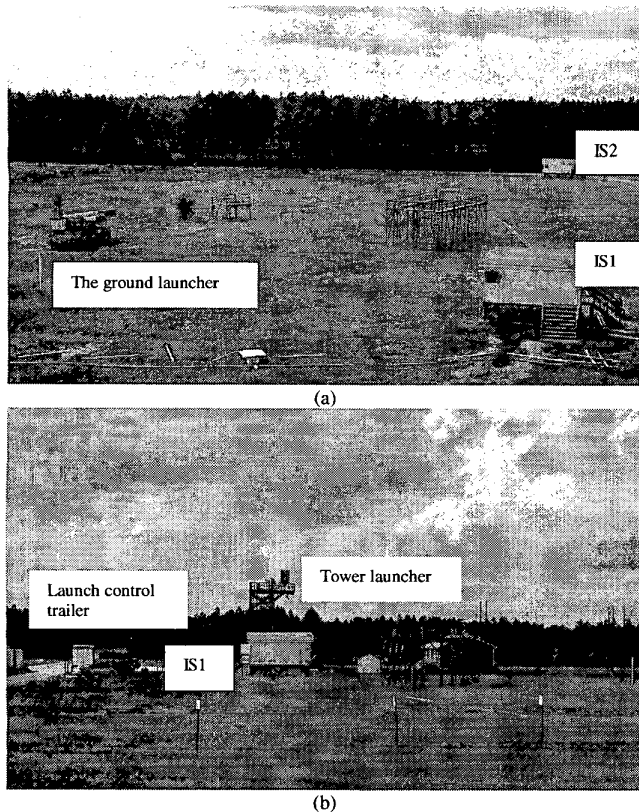 IS2
IS1
The ground launcher
(a)
Tower launcher
Launch control
trailer
IS1
(b)